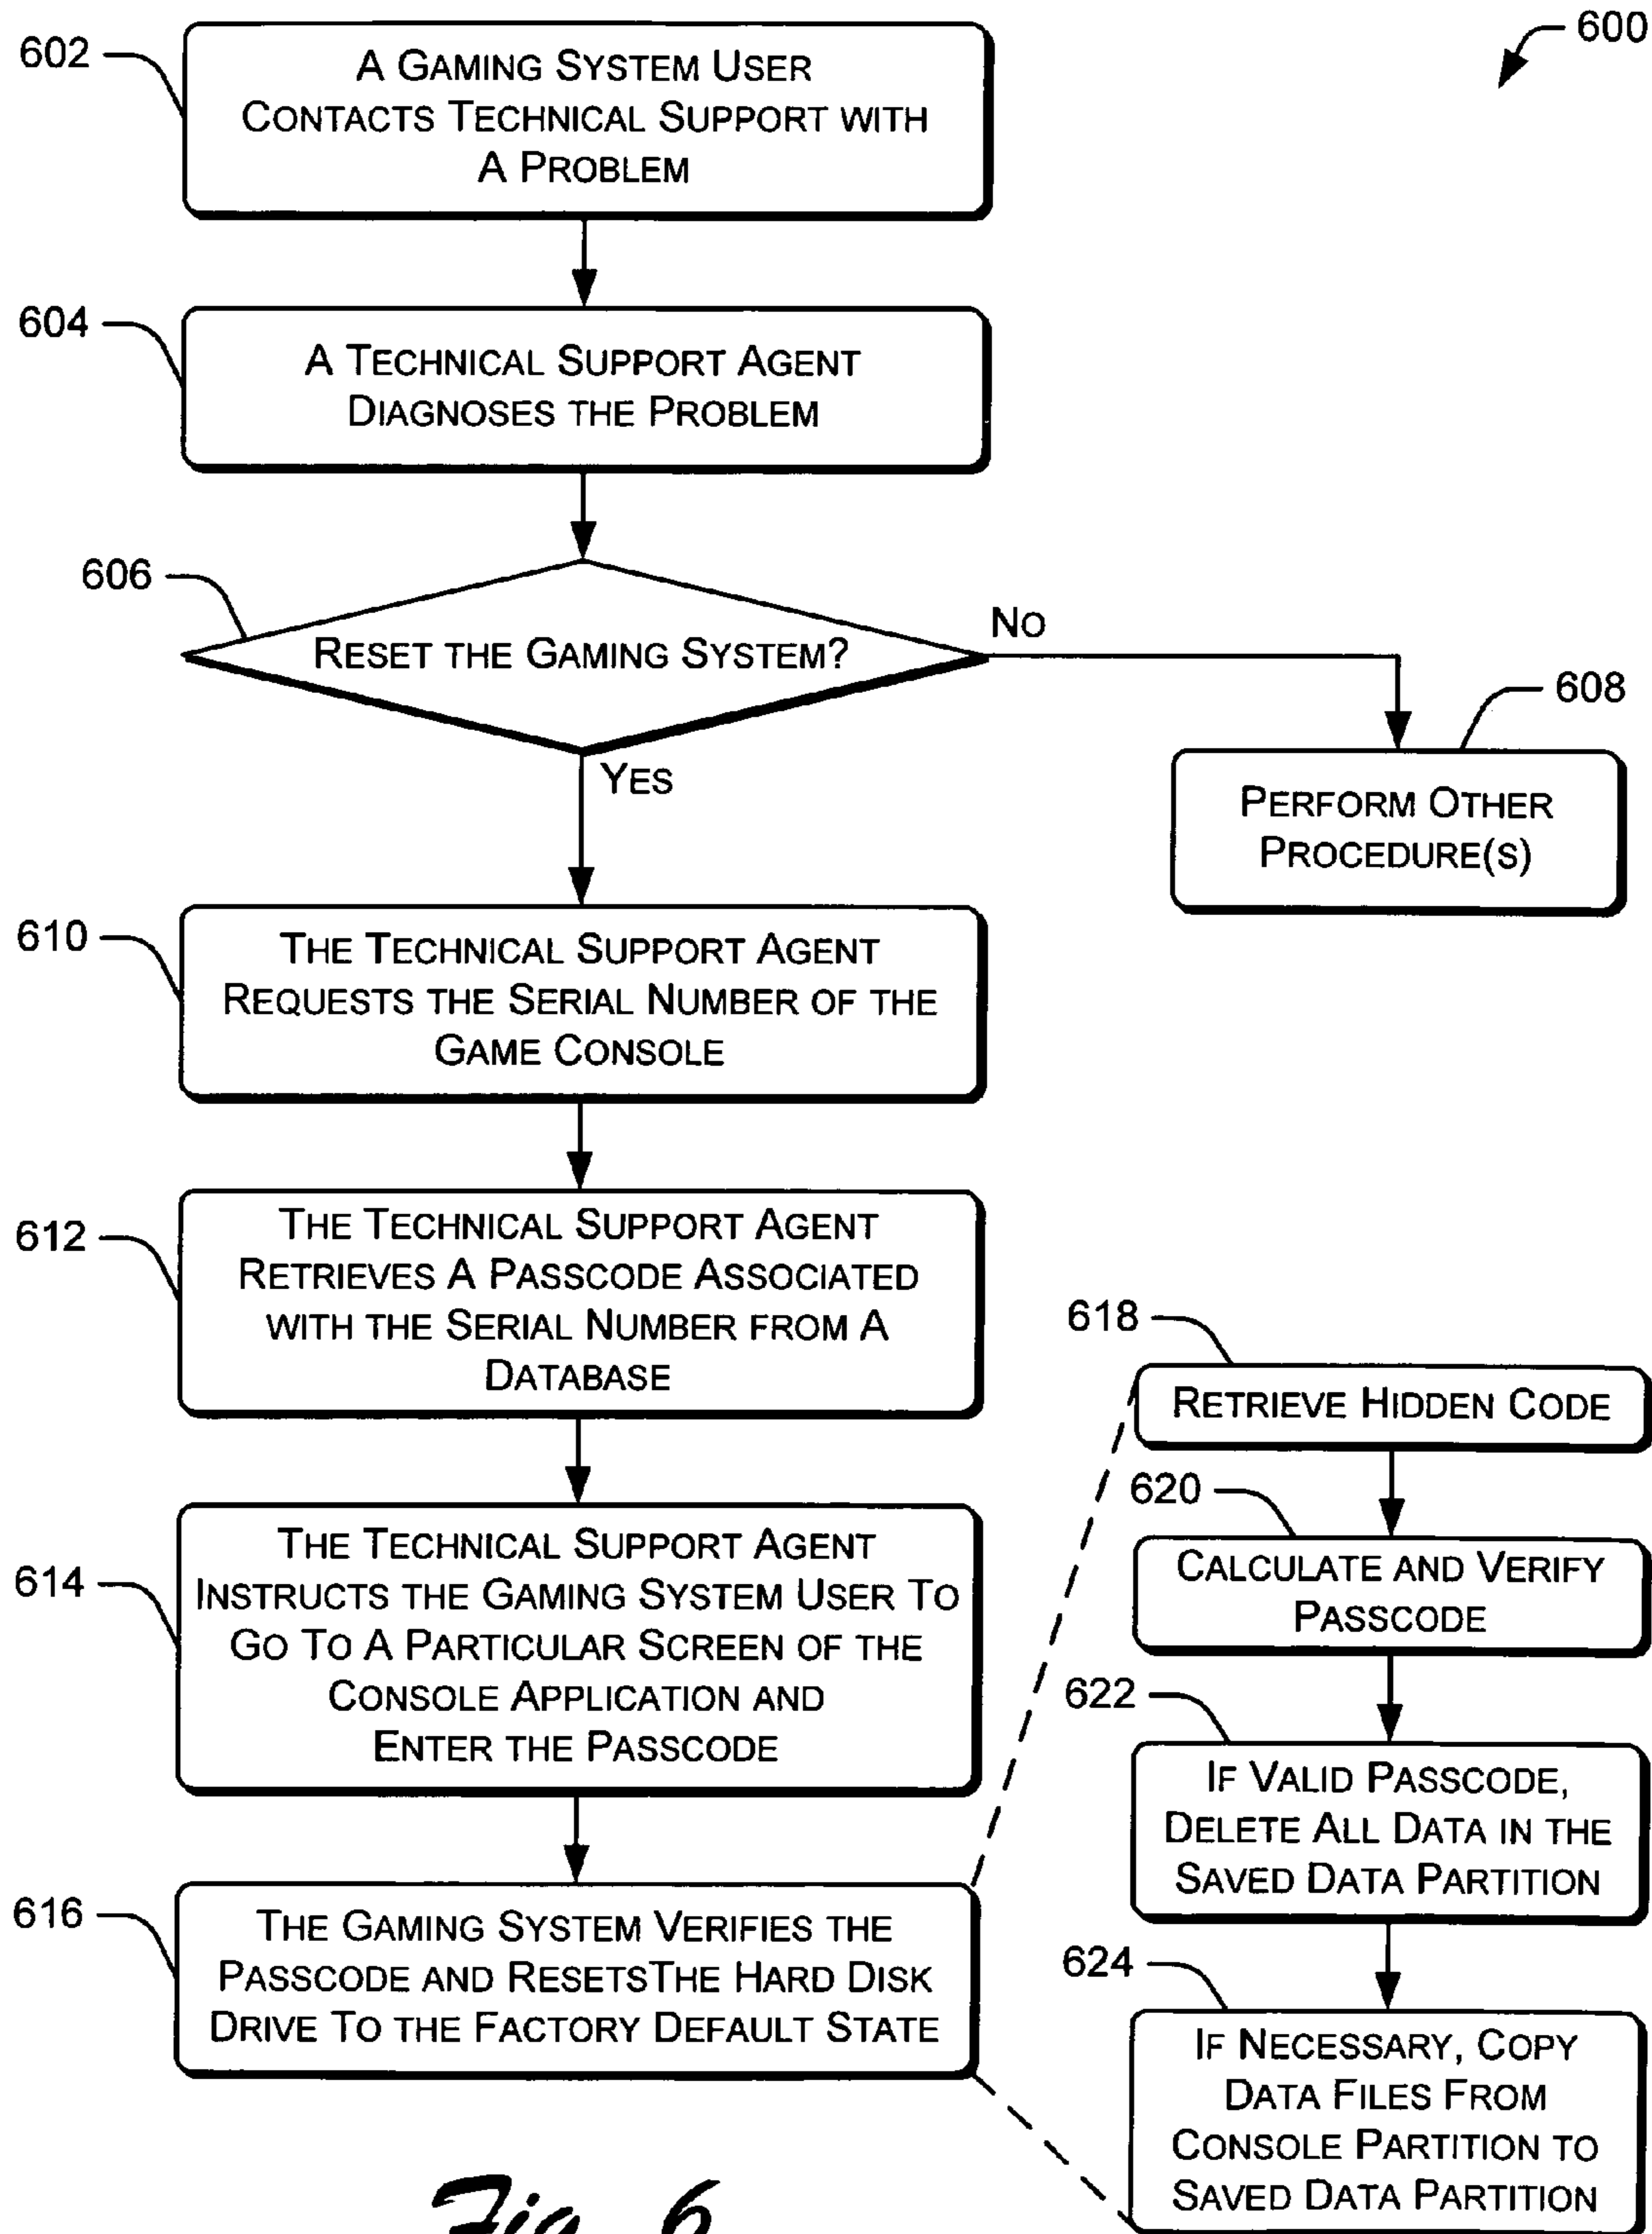 600
602
A GAMING SYSTEM USER
CONTACTS TECHNICAL SUPPORT WITH
A PROBLEM
604
A TECHNICAL SUPPORT AGENT
DIAGNOSES THE PROBLEM
606
RESET THE GAMING SYSTEM?
NO
YES
608
PERFORM OTHER
PROCEDURE(S)
610
THE TECHNICAL SUPPORT AGENT
REQUESTS THE SERIAL NUMBER OF THE
GAME CONSOLE
612
THE TECHNICAL SUPPORT AGENT
RETRIEVES A PASSCODE ASSOCIATED
WITH THE SERIAL NUMBER FROM A
DATABASE
614
THE TECHNICAL SUPPORT AGENT
INSTRUCTS THE GAMING SYSTEM USER TO
GO TO A PARTICULAR SCREEN OF THE
CONSOLE APPLICATION AND
ENTER THE PASSCODE
616
THE GAMING SYSTEM VERIFIES THE
PASSCODE AND RESETSTHE HARD DISK
DRIVE TO THE FACTORY DEFAULT STATE
618
RETRIEVE HIDDEN CODE
620
CALCULATE AND VERIFY
PASSCODE
622
IF VALID PASSCODE,
DELETE ALL DATA IN THE
SAVED DATA PARTITION
624
IF NECESSARY, COPY
DATA FILES FROM
CONSOLE PARTITION TO
SAVED DATA PARTITION
Fig. 6